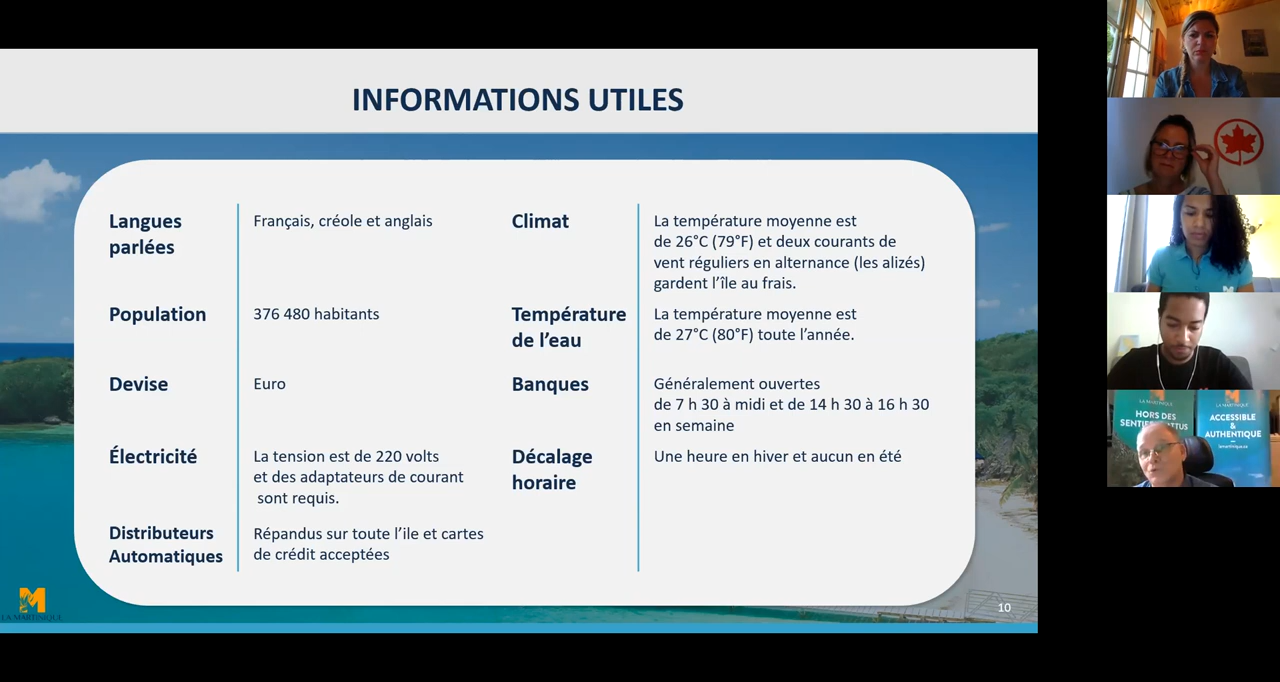 INFORMATIONS UTILES
Langues
parlées
Français, créole et anglais
Population
376 480 habitants
Devise
Euro
Électricité
La tension est de 220 volts
et des adaptateurs de courant
sont requis.
Distributeurs
Automatiques
Répandus sur toute l’ile et cartes
de crédit acceptées
Climat
La température moyenne est
de 26°C (79°F) et deux courants de
vent réguliers en alternance (les alizés)
gardent l’île au frais.
Température
de l’eau
La température moyenne est
de 27°C (80°F) toute l’année.
Banques
Généralement ouvertes
de 7 h 30 à midi et de 14 h 30 à 16 h 30
en semaine
Décalage
horaire
Une heure en hiver et aucun en été
M
LA MARTINIQUE
10
LA MARTINIQUE
HORS DES
LA MARTINIQUE
ACCESSIBLE
&
AUTHENTIQUE